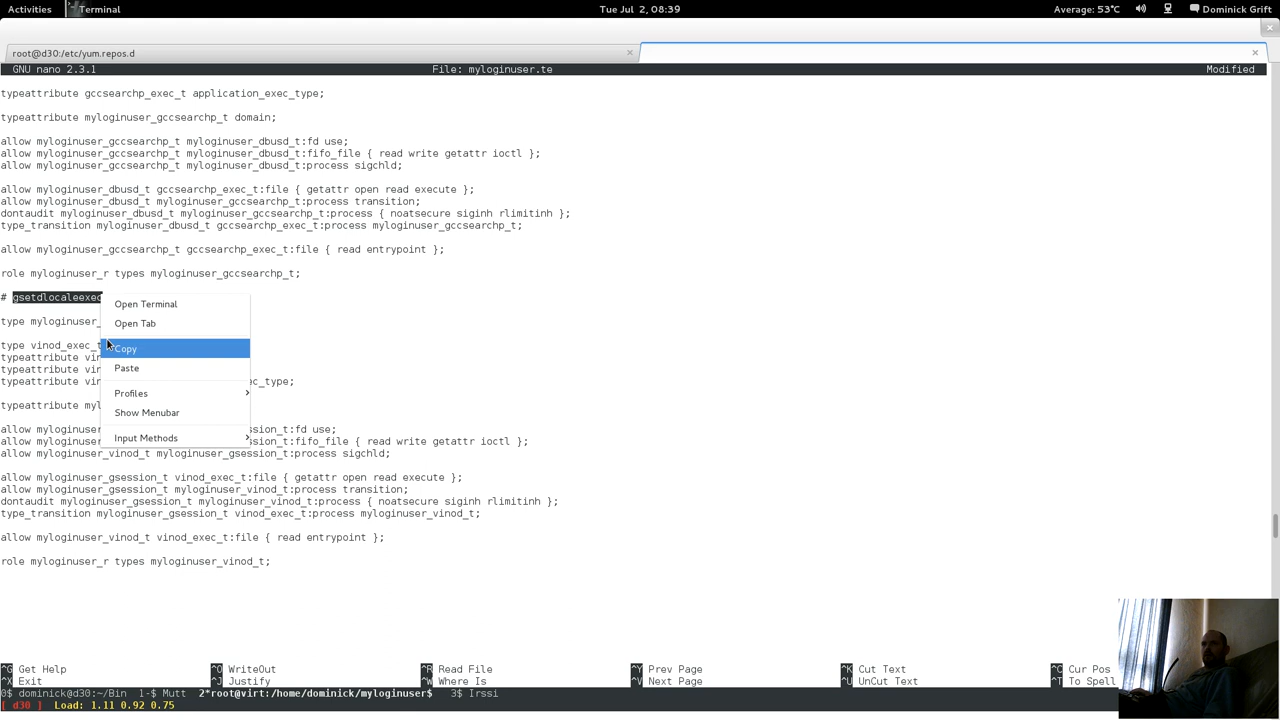 Activities Terminal Tue Jul 2, 08:39 Average: 53°C Dominick Grift
root@d30:/etc/yum.repos.d
GNU nano 2.3.1 File: myloginuser.te Modified
typeattribute gccsearchp_exec_t application_exec_type;
typeattribute myloginuser_gccsearchp_t domain;
allow myloginuser_gccsearchp_t myloginuser_dbusd_t:fd use;
allow myloginuser_gccsearchp_t myloginuser_dbusd_t:fifo_file { read write getattr ioctl };
allow myloginuser_gccsearchp_t myloginuser_dbusd_t:process sigchld;
allow myloginuser_dbusd_t gccsearchp_exec_t:file { getattr open read execute };
allow myloginuser_dbusd_t myloginuser_gccsearchp_t:process transition;
dontaudit myloginuser_dbusd_t myloginuser_gccsearchp_t:process { noatsecure siginh rlimitinh };
type_transition myloginuser_dbusd_t gccsearchp_exec_t:process myloginuser_gccsearchp_t;
allow myloginuser_gccsearchp_t gccsearchp_exec_t:file { read entrypoint };
role myloginuser_r types myloginuser_gccsearchp_t;
# gsetdlocaleexec
Open Terminal
type myloginuser_ Open Tab
type vinod_exec_t Copy
typeattribute vin
typeattribute vin Paste
typeattribute vin c_type;
Profiles
typeattribute myl
Show Menubar
allow myloginuser ssion_t:fd use;
allow myloginuser Input Methods ssion_t:fifo_file { read write getattr ioctl };
allow myloginuser_vinod_t myloginuser_gsession_t:process sigchld;
allow myloginuser_gsession_t vinod_exec_t:file { getattr open read execute };
allow myloginuser_gsession_t myloginuser_vinod_t:process transition;
dontaudit myloginuser_gsession_t myloginuser_vinod_t:process { noatsecure siginh rlimitinh };
type_transition myloginuser_gsession_t vinod_exec_t:process myloginuser_vinod_t;
allow myloginuser_vinod_t vinod_exec_t:file { read entrypoint };
role myloginuser_r types myloginuser_vinod_t;
^G Get Help ^O WriteOut ^R Read File ^Y Prev Page ^K Cut Text ^C Cur Pos
^X Exit ^J Justify ^W Where Is ^V Next Page ^U UnCut Text ^T To Spell
0$ dominick@d30:~/Bin 1-$ Mutt 2*root@virt:/home/dominick/myloginuser$ 3$ Irssi
[ d30 ] Load: 1.11 0.92 0.75